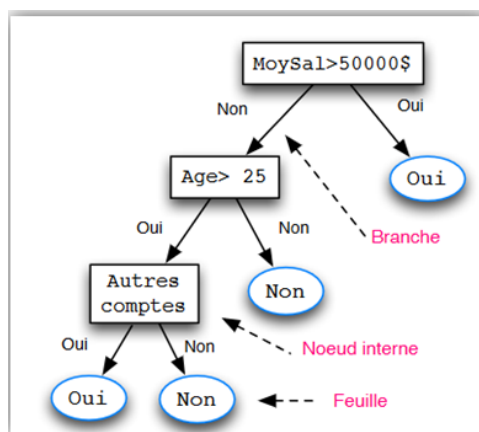 MoySal>50000$
Non
Oui
Age> 25
Oui
Oui
Non
Branche
Autres
comptes
Non
Oui
Non
Noeud interne
Oui
Non
Feuille